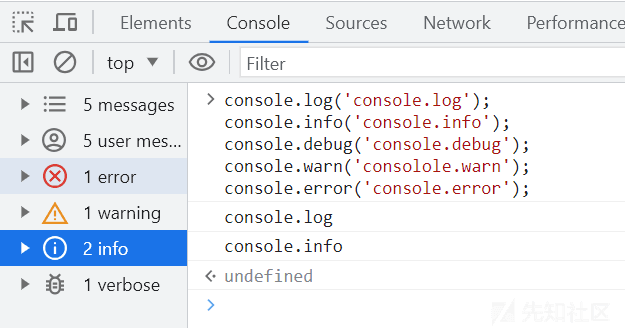 Elements Console Sources Network Performance
top Filter
5 messages
5 user mes...
1 error
1 warning
2 info
1 verbose
console.log('console.log');
console.info('console.info');
console.debug('console.debug');
console.warn('consolole.warn');
console.error('console.error');
console.log
console.info
undefined
先知社区